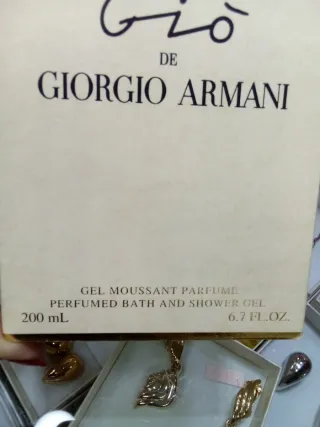 Giò
DE
GIORGIO ARMANI
GEL MOUSSANT PARFUMÉ
PERFUMED BATH AND SHOWER GEL
200 mL 6.7 FL.OZ.